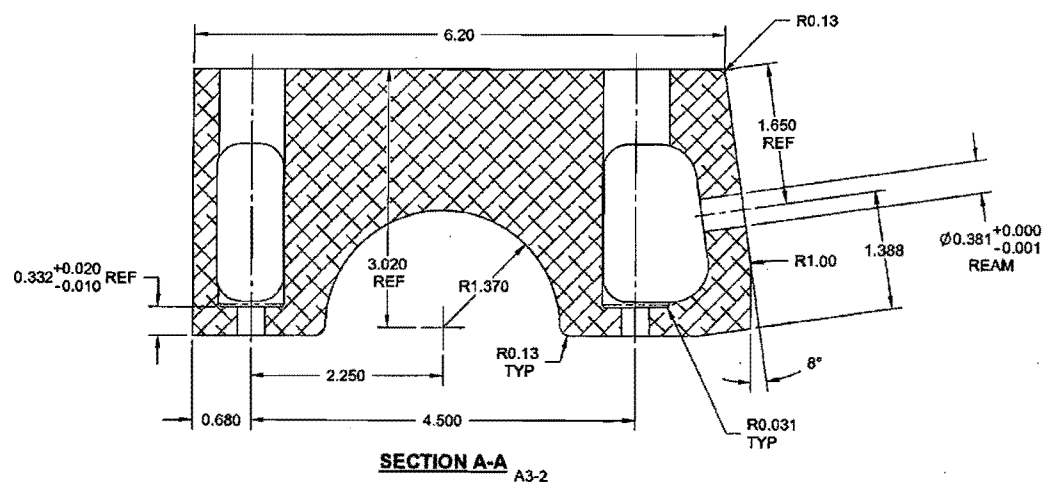 R0.13
6.20
1.650
REF
3.020
REF
0.332 +0.020
-0.010 REF
R1.370
Ø0.381 +0.000
-0.001
REAM
1.388
R1.00
R0.13
TYP
2.250
8°
0.680
4.500
R0.031
TYP
SECTION A-A A3-2